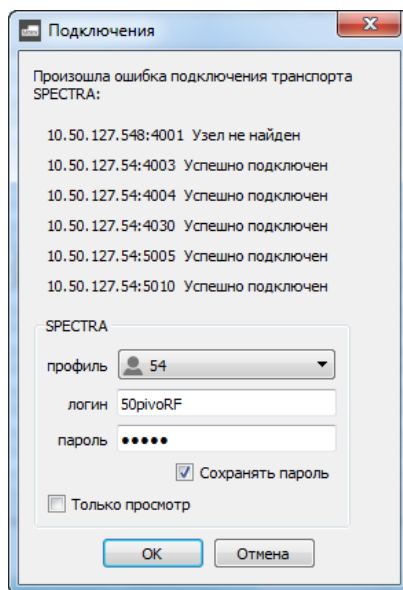 Подключения
Произошла ошибка подключения транспорта
SPECTRA:
10.50.127.548:4001 Узел не найден
10.50.127.54:4003 Успешно подключен
10.50.127.54:4004 Успешно подключен
10.50.127.54:4030 Успешно подключен
10.50.127.54:5005 Успешно подключен
10.50.127.54:5010 Успешно подключен
SPECTRA
профиль 54
логин 50pivoRF
пароль •••••
Сохранять пароль
Только просмотр
OK Отмена